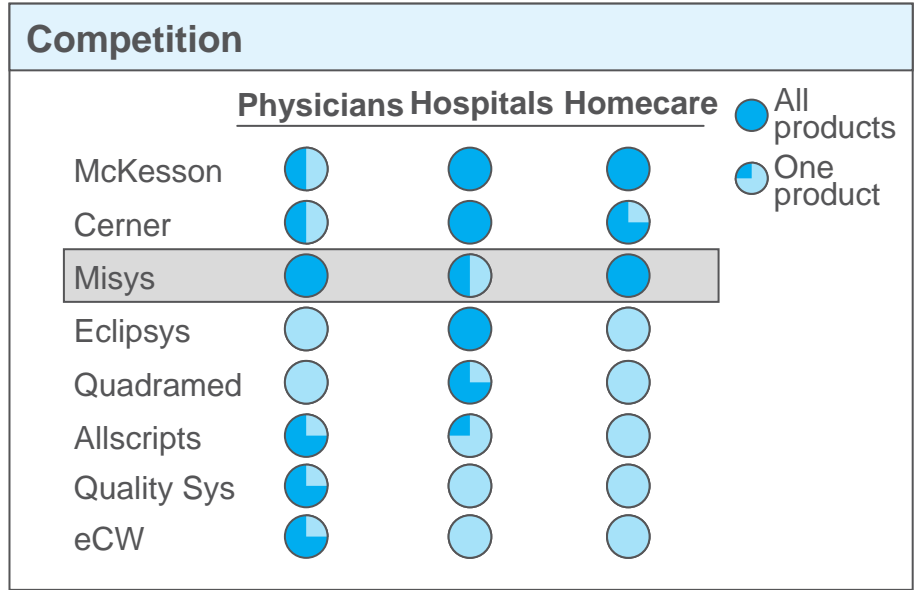 Competition
Physicians Hospitals Homecare
All
products
One
product
McKesson
Cerner
Misys
Eclipsys
Quadramed
Allscripts
Quality Sys
eCW